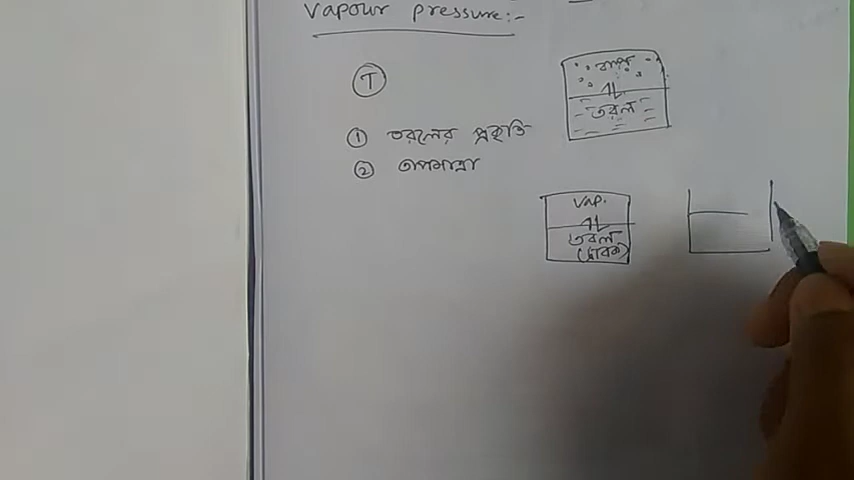 Vapour pressure:-
T
বাষ্প
তরল
① তরলের প্রকৃতি
② তাপমাত্রা
vap.
তরল
(দ্রাবক)